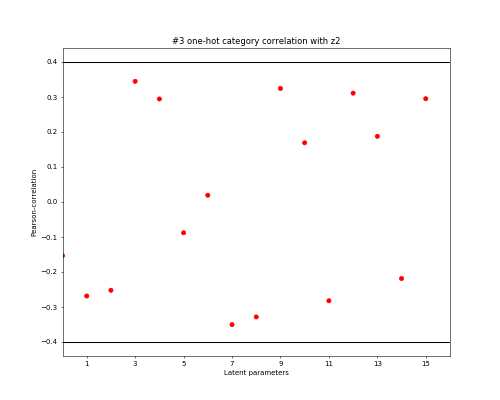 #3 one-hot category correlation with z2
0.4
0.3
0.2
0.1
0.0
−0.1
−0.2
−0.3
−0.4
Pearson-correlation
1 3 5 7 9 11 13 15
Latent parameters